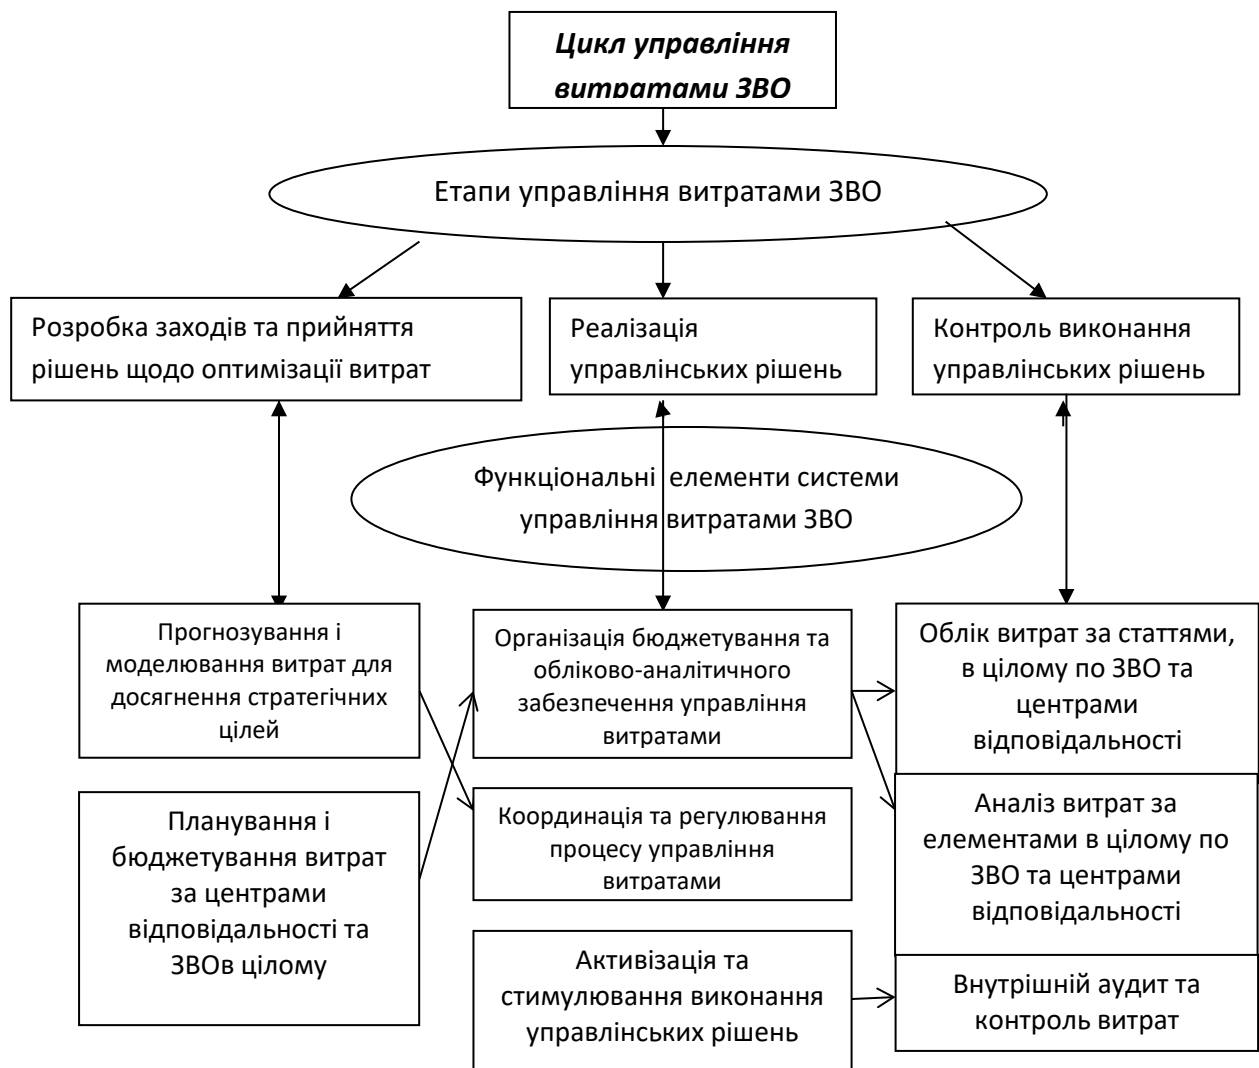 Цикл управління
витратами ЗВО
Етапи управління витратами ЗВО
Розробка заходів та прийняття
рішень щодо оптимізації витрат
Реалізація
управлінських рішень
Контроль виконання
управлінських рішень
Функціональні елементи системи
управління витратами ЗВО
Прогнозування і
моделювання витрат для
досягнення стратегічних
цілей
Організація бюджетування та
обліково-аналітичного
забезпечення управління
витратами
Облік витрат за статтями,
в цілому по ЗВО та
центрами
відповідальності
Планування і
бюджетування витрат
за центрами
відповідальності та
ЗВОв цілому
Координація та регулювання
процесу управління
витратами
Аналіз витрат за
елементами в цілому по
ЗВО та центрами
відповідальності
Активізація та
стимулювання виконання
управлінських рішень
Внутрішній аудит та
контроль витрат